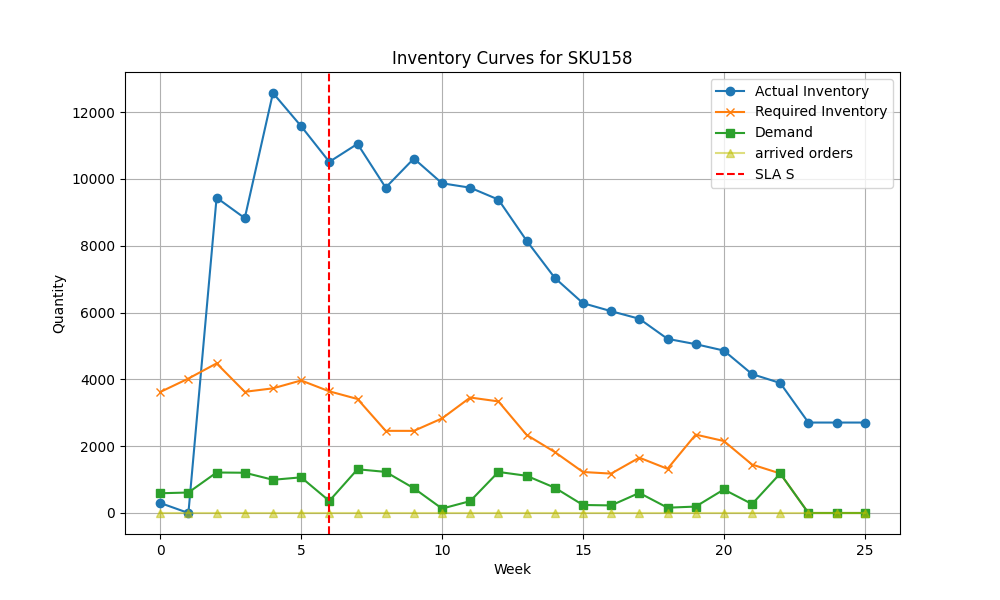 Inventory Curves for SKU158
Actual Inventory
Required Inventory
Demand
arrived orders
SLA S
Quantity
12000
10000
8000
6000
4000
2000
0
0 5 10 15 20 25
Week